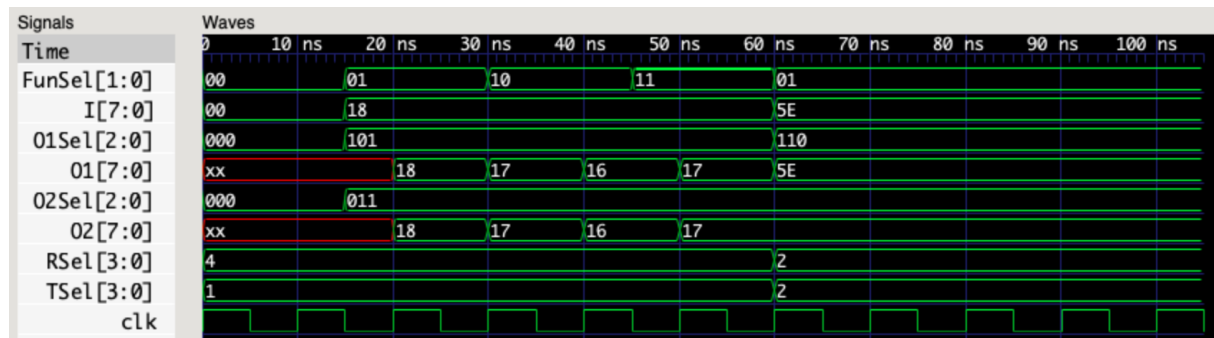 Signals Waves
Time 0 10 ns 20 ns 30 ns 40 ns 50 ns 60 ns 70 ns 80 ns 90 ns 100 ns
FunSel[1:0] 00 01 10 11 01
I[7:0] 00 18 5E
O1Sel[2:0] 000 101 110
O1[7:0] xx 18 17 16 17 5E
O2Sel[2:0] 000 011
O2[7:0] xx 18 17 16 17
RSel[3:0] 4 2
TSel[3:0] 1 2
clk